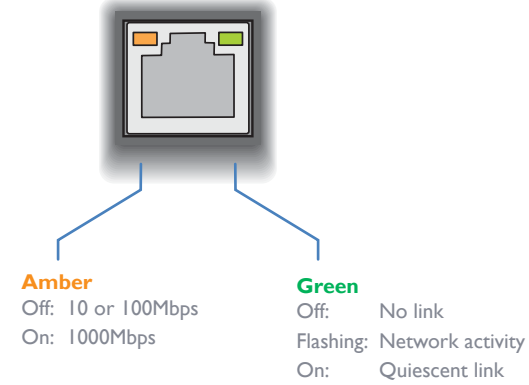 Amber
Off: 10 or 100Mbps
On: 1000Mbps
Green
Off: No link
Flashing: Network activity
On: Quiescent link